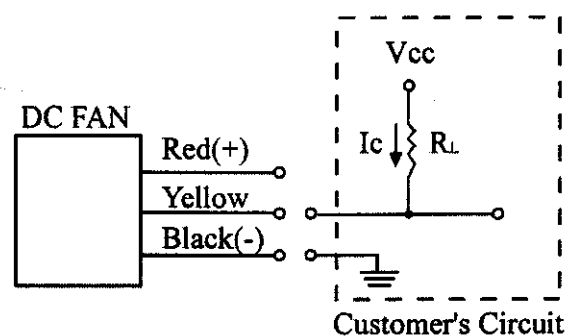 Vcc
DC FAN
Red(+)
Ic
RL
Yellow
Black(-)
Customer's Circuit